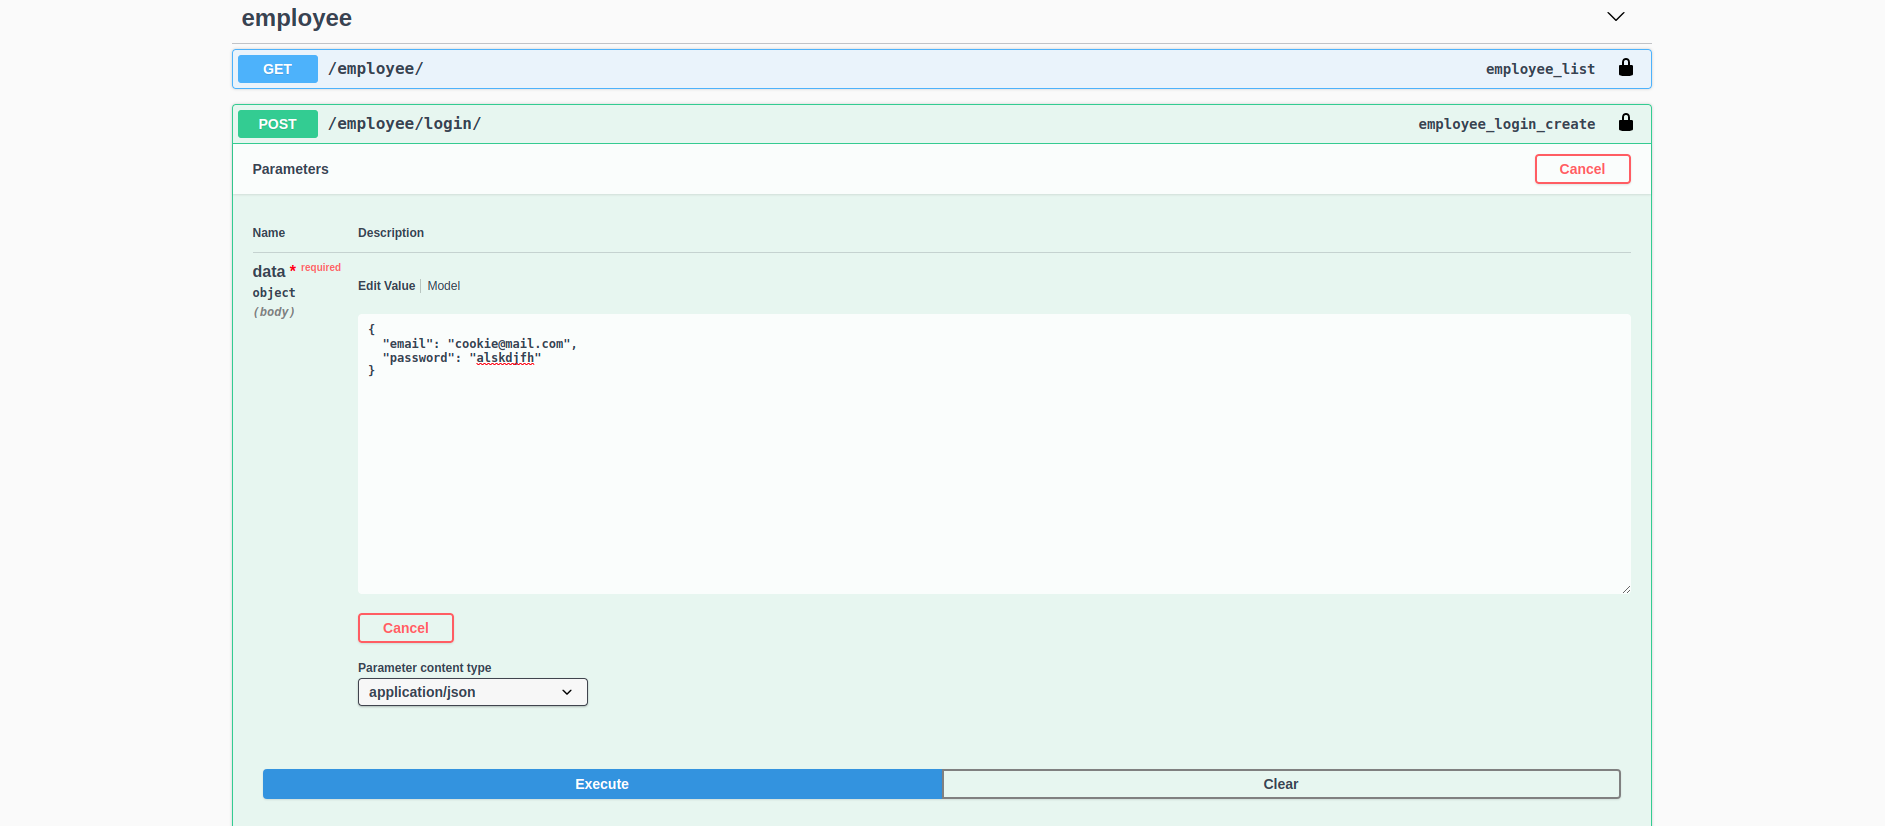 employee
GET /employee/ employee_list
POST /employee/login/ employee_login_create
Parameters Cancel
Name Description
data * required
object
(body)
Edit Value Model
{
"email": "cookie@mail.com",
"password": "alskdjfh"
}
Cancel
Parameter content type
application/json
Execute Clear